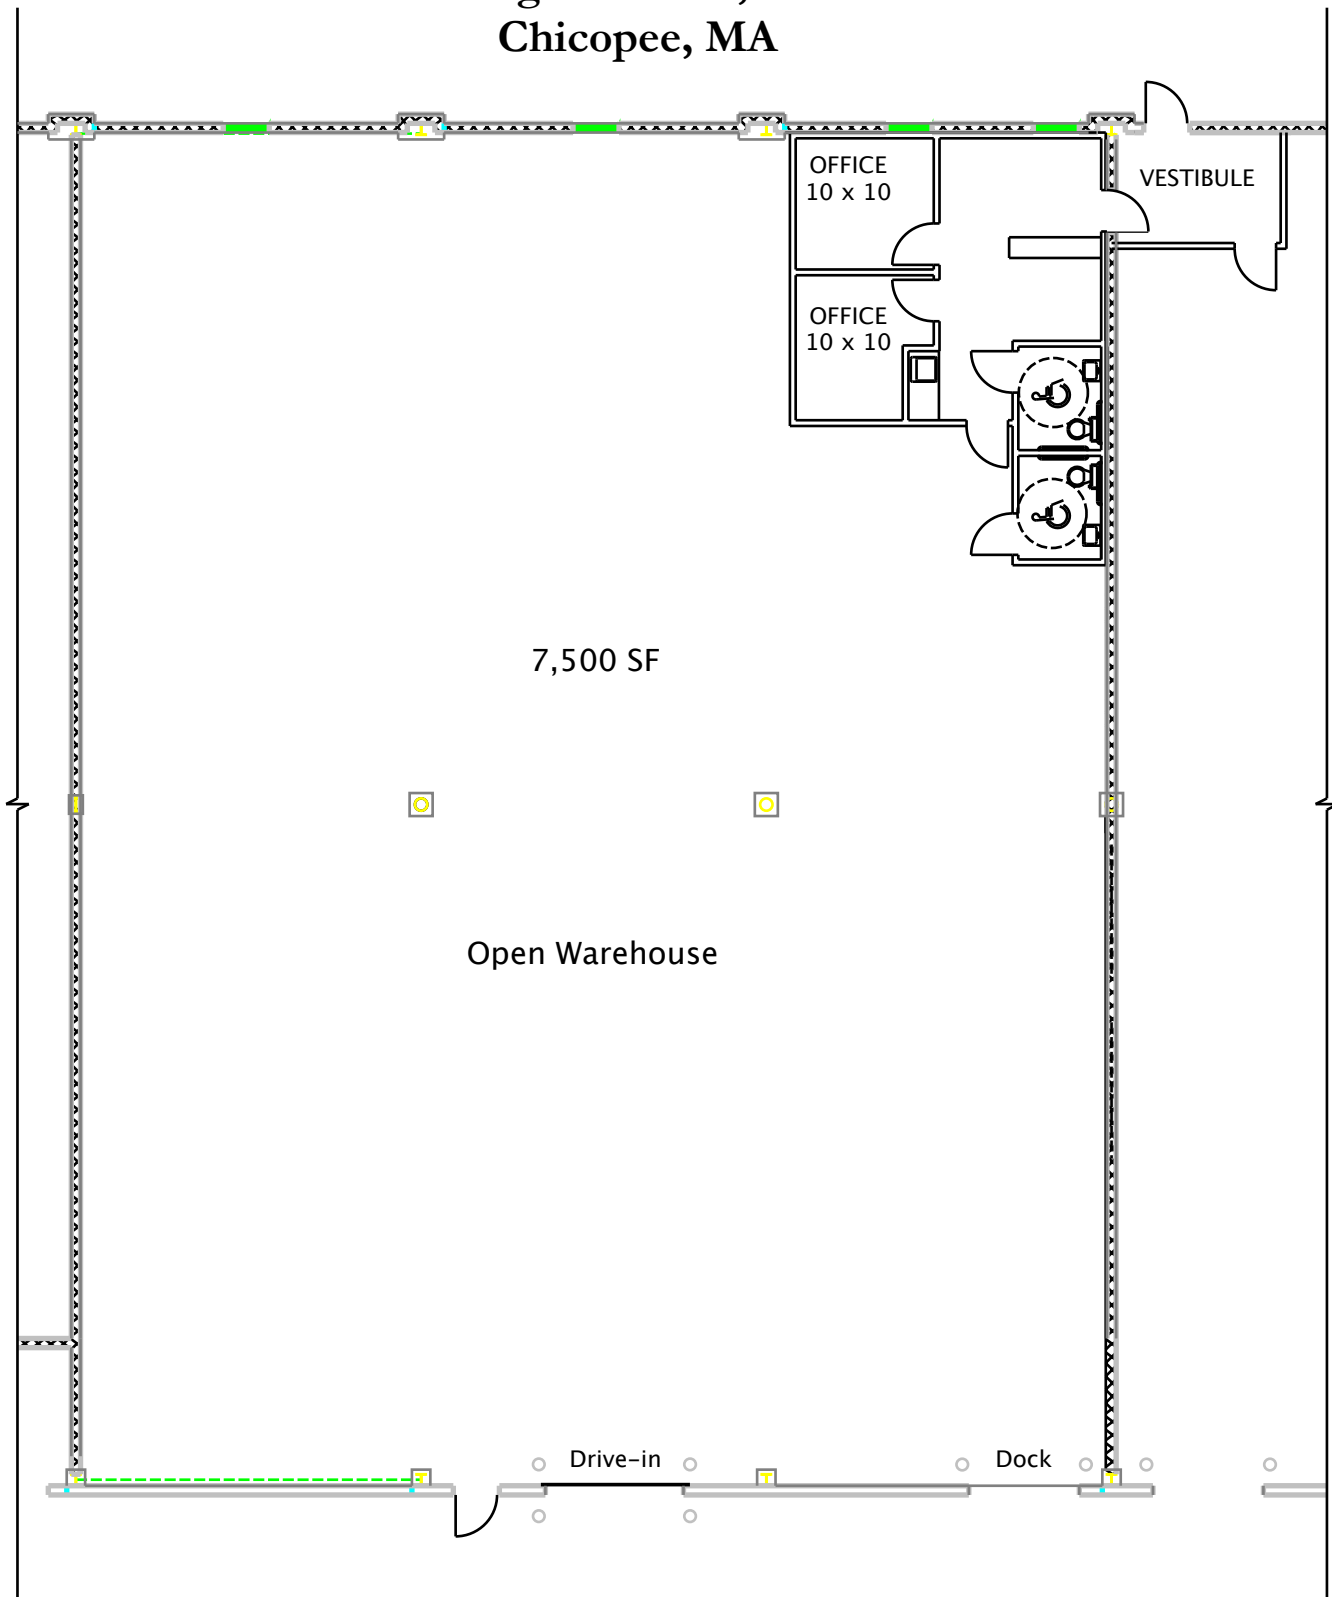 Chicopee, MA
OFFICE
10 x 10
VESTIBULE
OFFICE
10 x 10
7,500 SF
Open Warehouse
Drive-in
Dock